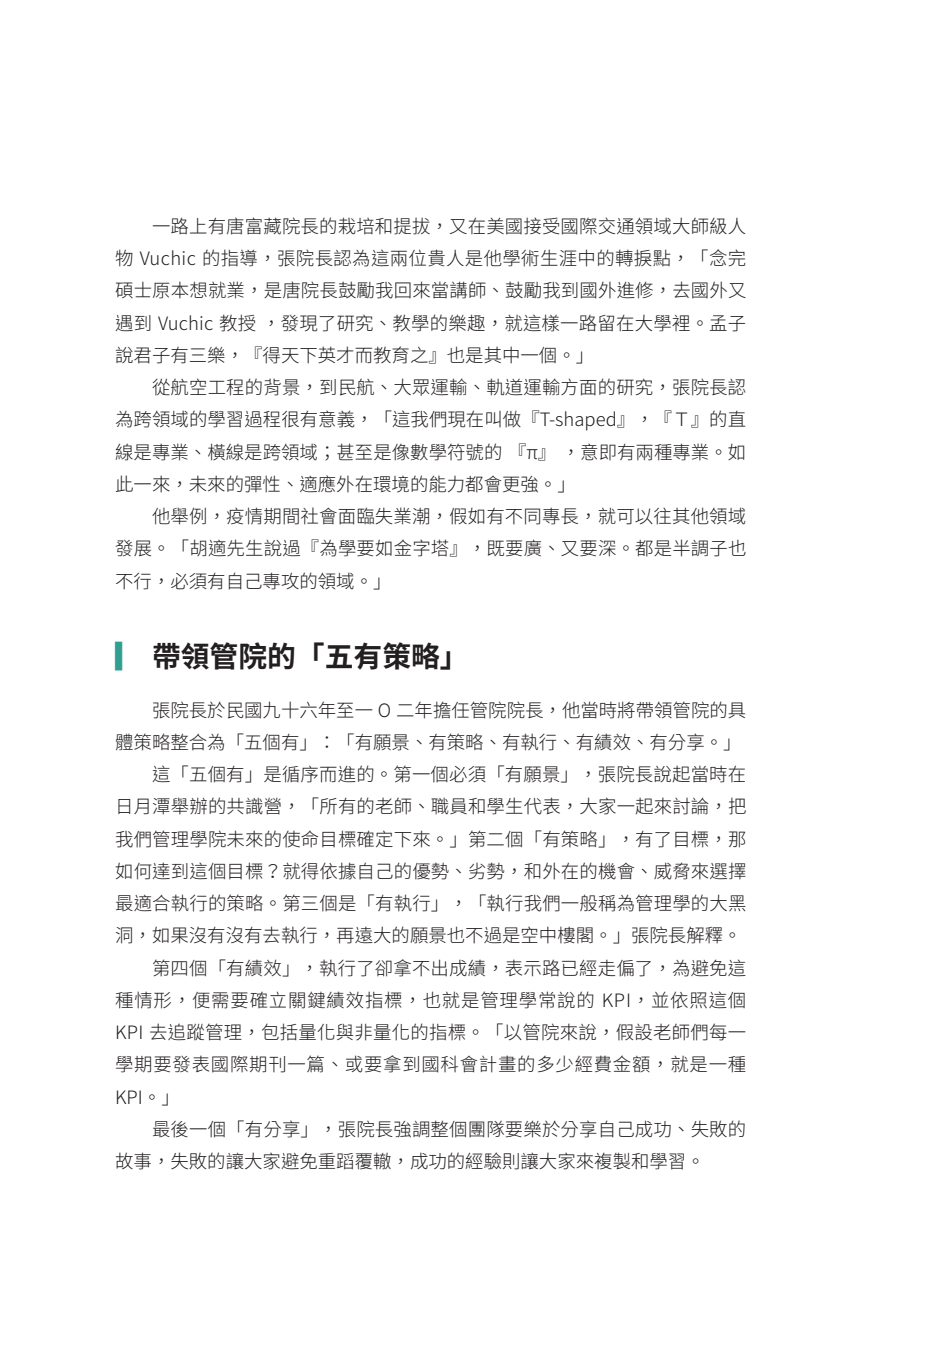 一路上有唐富藏院長的栽培和提拔，又在美國接受國際交通領域大師級人
物 Vuchic 的指導，張院長認為這兩位貴人是他學術生涯中的轉捩點，「念完
碩士原本想就業，是唐院長鼓勵我回來當講師、鼓勵我到國外進修，去國外又
遇到 Vuchic 教授 ，發現了研究、教學的樂趣，就這樣一路留在大學裡。孟子
說君子有三樂，『得天下英才而教育之』也是其中一個。」
從航空工程的背景，到民航、大眾運輸、軌道運輸方面的研究，張院長認
為跨領域的學習過程很有意義，「這我們現在叫做『T-shaped』，『Ｔ』的直
線是專業、橫線是跨領域；甚至是像數學符號的 『π』 ，意即有兩種專業。如
此一來，未來的彈性、適應外在環境的能力都會更強。」
他舉例，疫情期間社會面臨失業潮，假如有不同專長，就可以往其他領域
發展。「胡適先生說過『為學要如金字塔』，既要廣、又要深。都是半調子也
不行，必須有自己專攻的領域。」
帶領管院的「五有策略」
張院長於民國九十六年至一 O 二年擔任管院院長，他當時將帶領管院的具
體策略整合為「五個有」：「有願景、有策略、有執行、有績效、有分享。」
這「五個有」是循序而進的。第一個必須「有願景」，張院長說起當時在
日月潭舉辦的共識營，「所有的老師、職員和學生代表，大家一起來討論，把
我們管理學院未來的使命目標確定下來。」第二個「有策略」，有了目標，那
如何達到這個目標？就得依據自己的優勢、劣勢，和外在的機會、威脅來選擇
最適合執行的策略。第三個是「有執行」，「執行我們一般稱為管理學的大黑
洞，如果沒有沒有去執行，再遠大的願景也不過是空中樓閣。」張院長解釋。
第四個「有績效」，執行了卻拿不出成績，表示路已經走偏了，為避免這
種情形，便需要確立關鍵績效指標，也就是管理學常說的 KPI，並依照這個
KPI 去追蹤管理，包括量化與非量化的指標。「以管院來說，假設老師們每一
學期要發表國際期刊一篇、或要拿到國科會計畫的多少經費金額，就是一種
KPI。」
最後一個「有分享」，張院長強調整個團隊要樂於分享自己成功、失敗的
故事，失敗的讓大家避免重蹈覆轍，成功的經驗則讓大家來複製和學習。